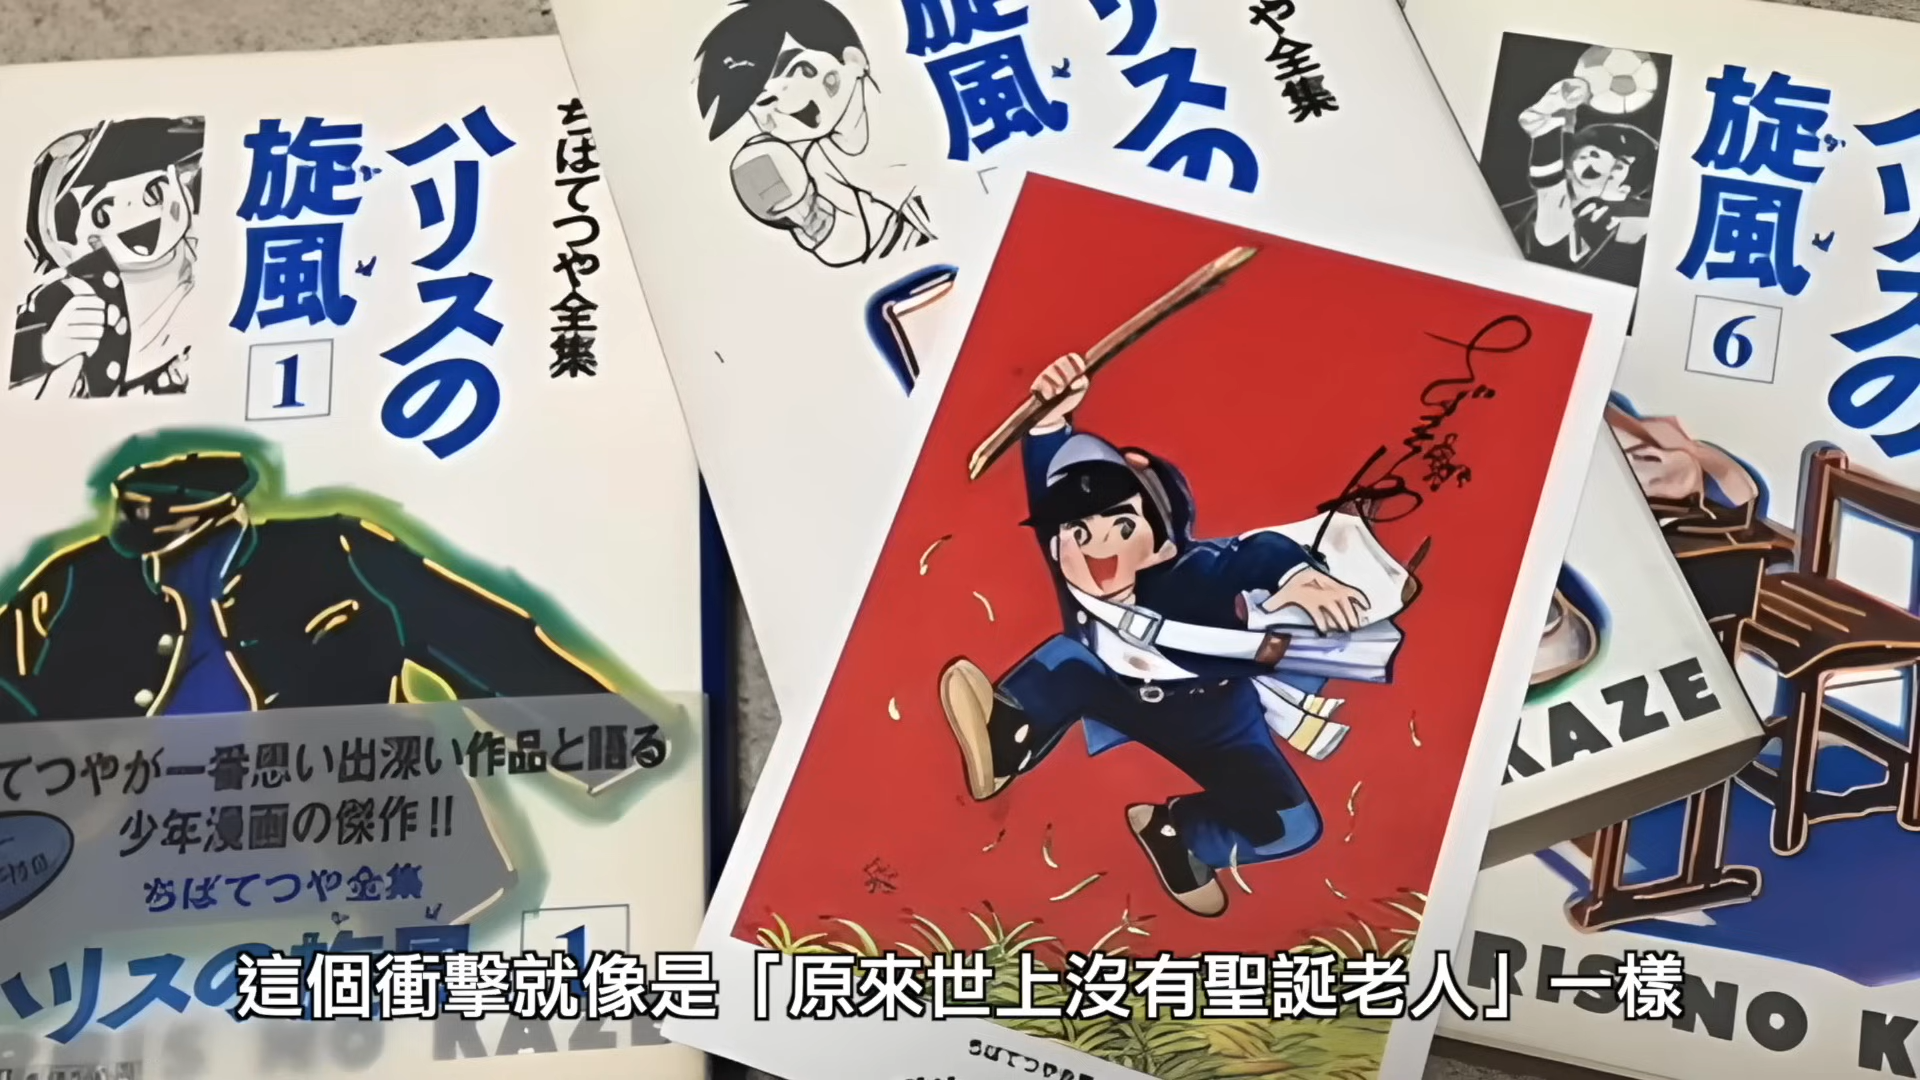 ハリスの
旋風
1
ちばてつや全集
てつやが一番思い出深い作品と語る
少年漫画の傑作!!
ちばてつや全集
ハリスの旋風 1
KAZE
旋風
リスの
や全集
ハリスの
旋風
6
KAZE
RIS NO K
這個衝擊就像是「原來世上沒有聖誕老人」一樣